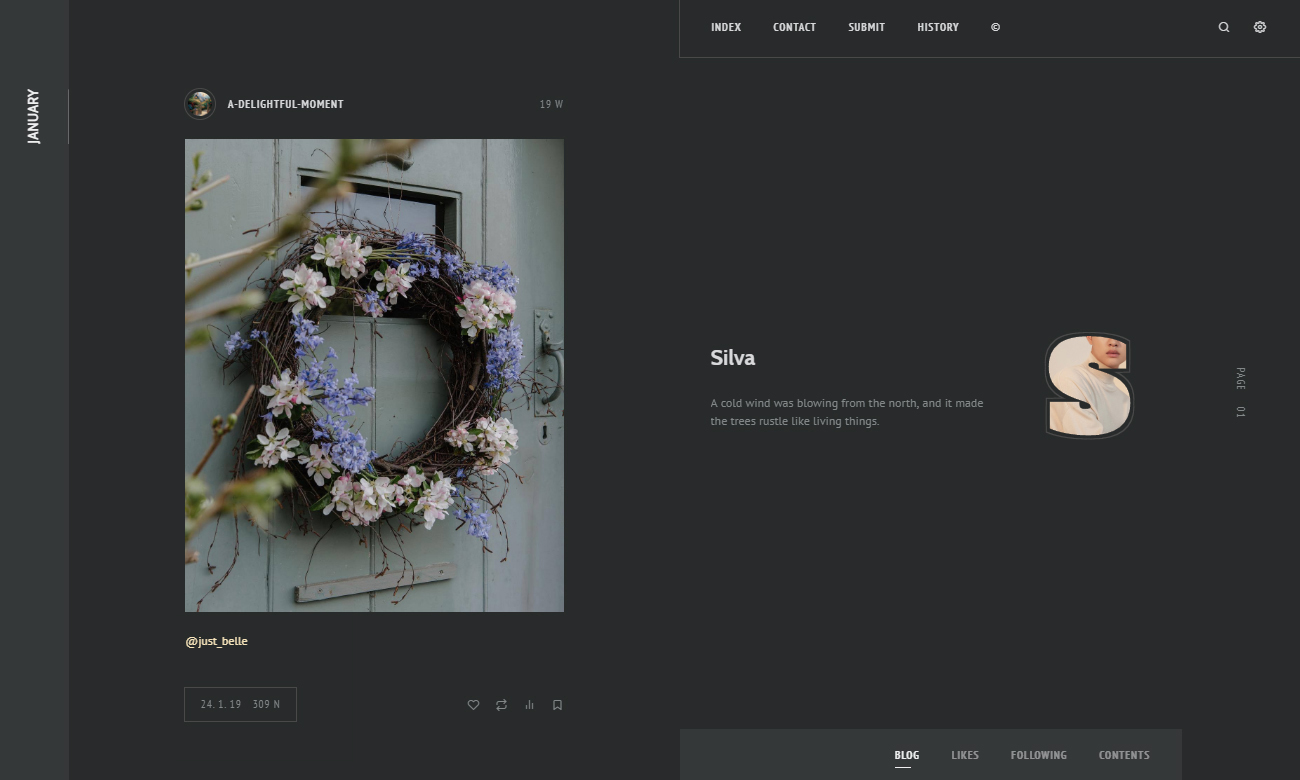 INDEX CONTACT SUBMIT HISTORY ©
JANUARY
A-DELIGHTFUL-MOMENT 19 W
@just_belle
24. 1. 19 309 N
Silva
A cold wind was blowing from the north, and it made
the trees rustle like living things.
S
PAGE 01
BLOG LIKES FOLLOWING CONTENTS